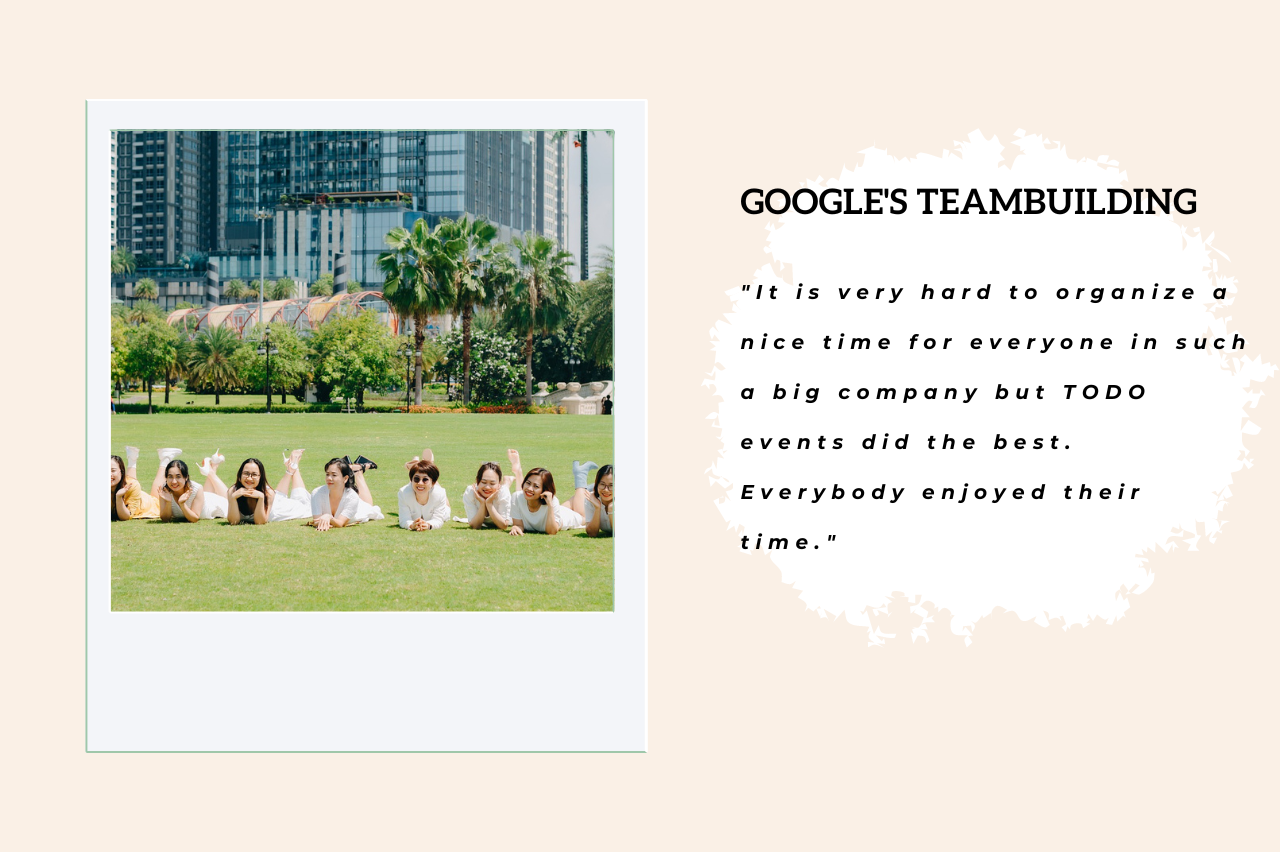 GOOGLE'S TEAMBUILDING
"It is very hard to organize a
nice time for everyone in such
a big company but TODO
events did the best.
Everybody enjoyed their
time."